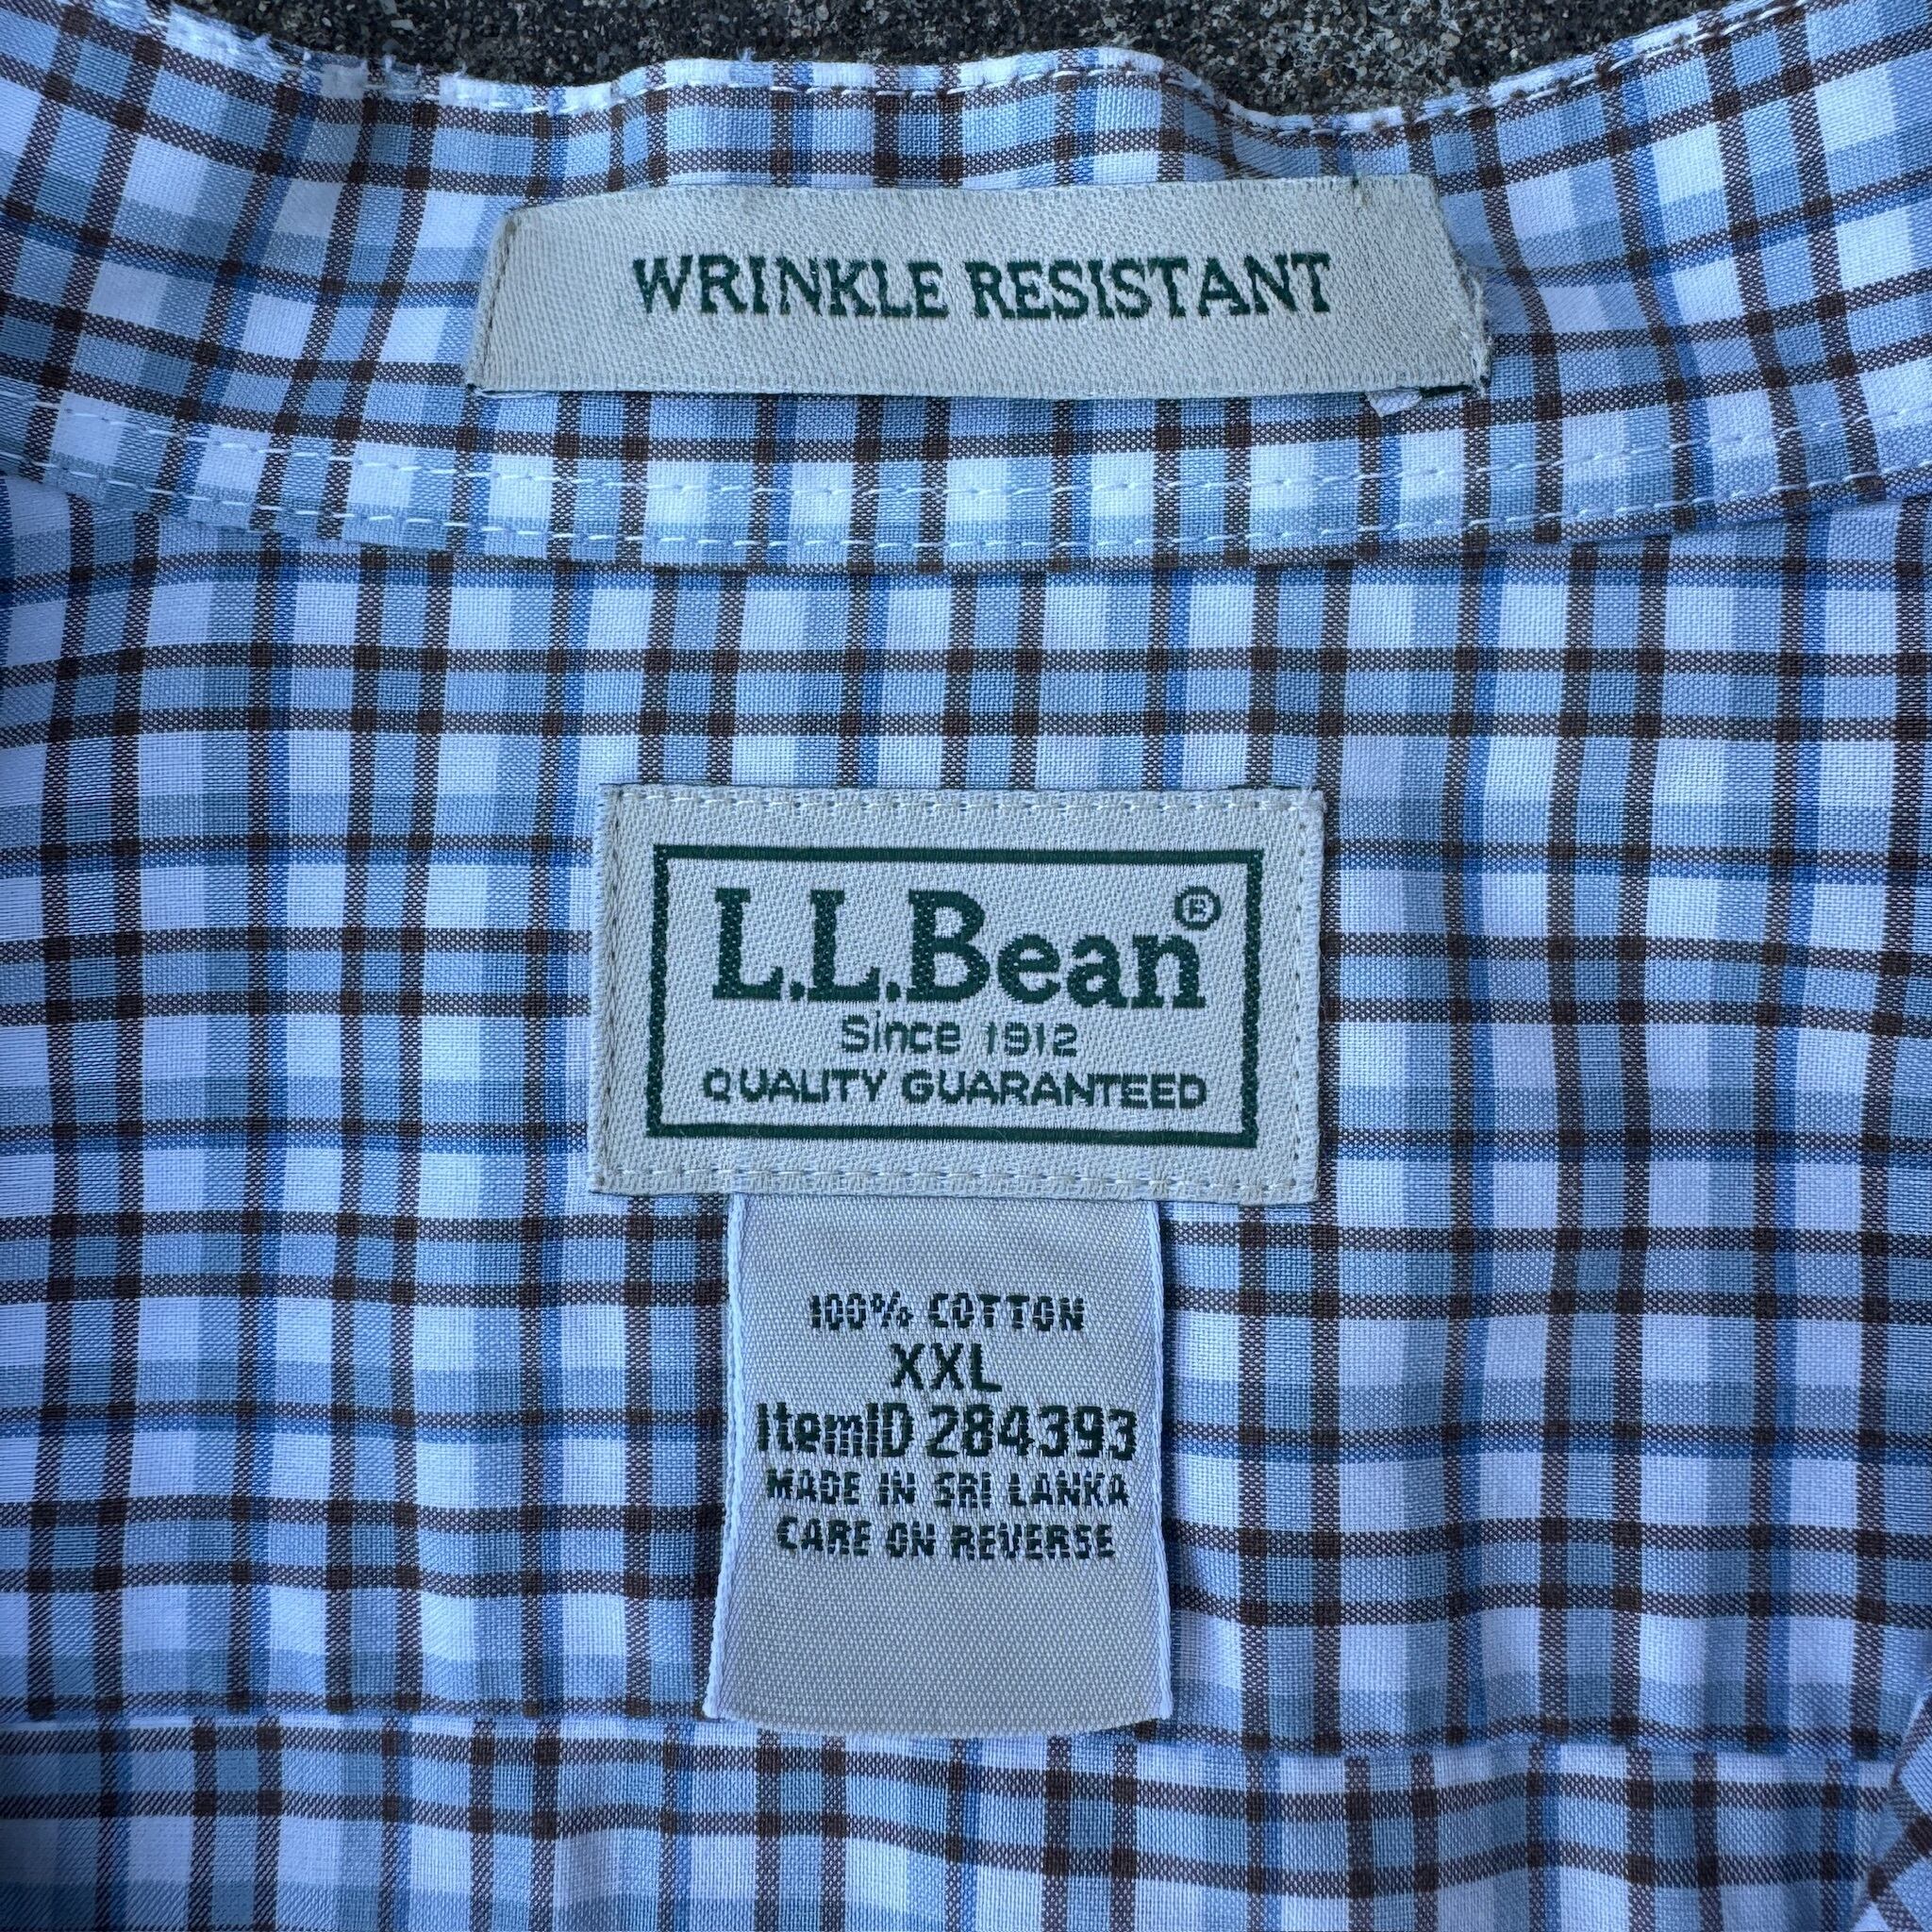 WRINKLE RESISTANT
L.L.Bean®
Since 1912
QUALITY GUARANTEED
100% COTTON
XXL
ItemID 284393
MADE IN SRI LANKA
CARE ON REVERSE